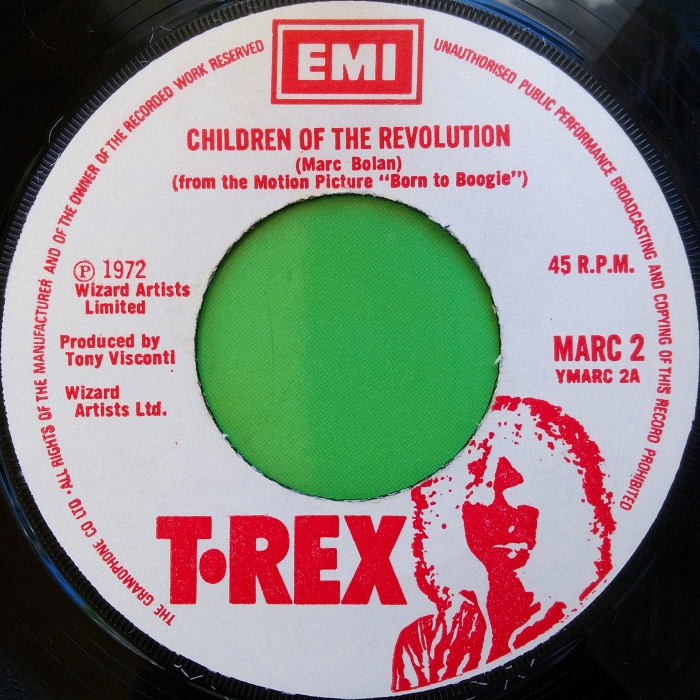 EMI
THE GRAMOPHONE CO LTD • ALL RIGHTS OF THE MANUFACTURER AND OF THE OWNER OF THE RECORDED WORK RESERVED
UNAUTHORISED PUBLIC PERFORMANCE BROADCASTING AND COPYING OF THIS RECORD PROHIBITED
CHILDREN OF THE REVOLUTION
(Marc Bolan)
(from the Motion Picture "Born to Boogie")
℗ 1972
Wizard Artists
Limited
Produced by
Tony Visconti
Wizard
Artists Ltd.
45 R.P.M.
MARC 2
YMARC 2A
T•REX